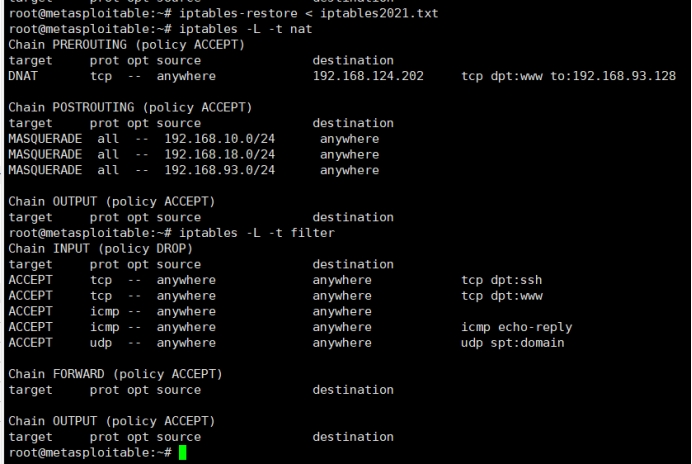 target     prot opt source               destination
root@metasploitable:~# iptables-restore < iptables2021.txt
root@metasploitable:~# iptables -L -t nat
Chain PREROUTING (policy ACCEPT)
target     prot opt source               destination
DNAT       tcp  --  anywhere             192.168.124.202     tcp dpt:www to:192.168.93.128

Chain POSTROUTING (policy ACCEPT)
target     prot opt source               destination
MASQUERADE  all  --  192.168.10.0/24      anywhere
MASQUERADE  all  --  192.168.18.0/24      anywhere
MASQUERADE  all  --  192.168.93.0/24      anywhere

Chain OUTPUT (policy ACCEPT)
target     prot opt source               destination
root@metasploitable:~# iptables -L -t filter
Chain INPUT (policy DROP)
target     prot opt source               destination
ACCEPT     tcp  --  anywhere             anywhere            tcp dpt:ssh
ACCEPT     tcp  --  anywhere             anywhere            tcp dpt:www
ACCEPT     icmp --  anywhere             anywhere
ACCEPT     icmp --  anywhere             anywhere            icmp echo-reply
ACCEPT     udp  --  anywhere             anywhere            udp spt:domain

Chain FORWARD (policy ACCEPT)
target     prot opt source               destination

Chain OUTPUT (policy ACCEPT)
target     prot opt source               destination
root@metasploitable:~#